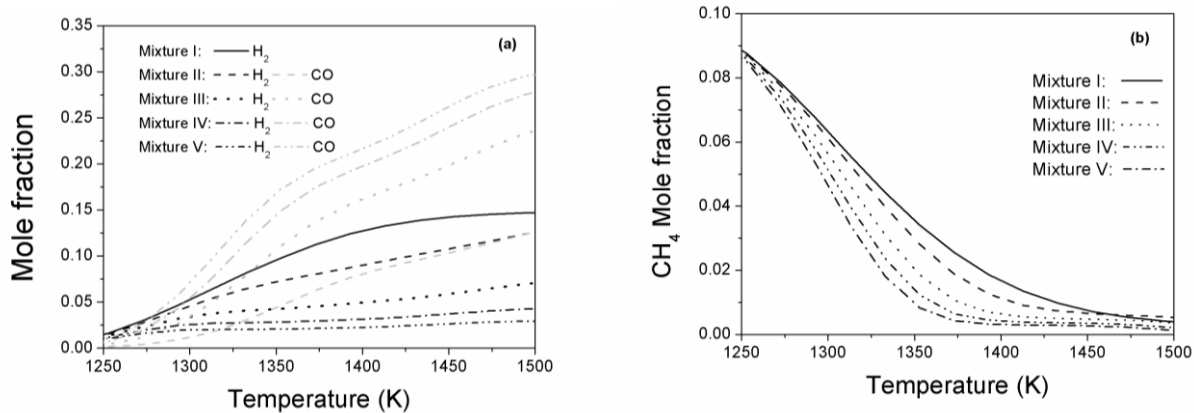 (a)
Mixture I: H₂
Mixture II: H₂ CO
Mixture III: H₂ CO
Mixture IV: H₂ CO
Mixture V: H₂ CO
0.35
0.30
0.25
0.20
0.15
0.10
0.05
0.00
Mole fraction
1250 1300 1350 1400 1450 1500
Temperature (K)
(b)
Mixture I:
Mixture II:
Mixture III:
Mixture IV:
Mixture V:
0.10
0.08
0.06
0.04
0.02
0.00
CH₄ Mole fraction
1250 1300 1350 1400 1450 1500
Temperature (K)